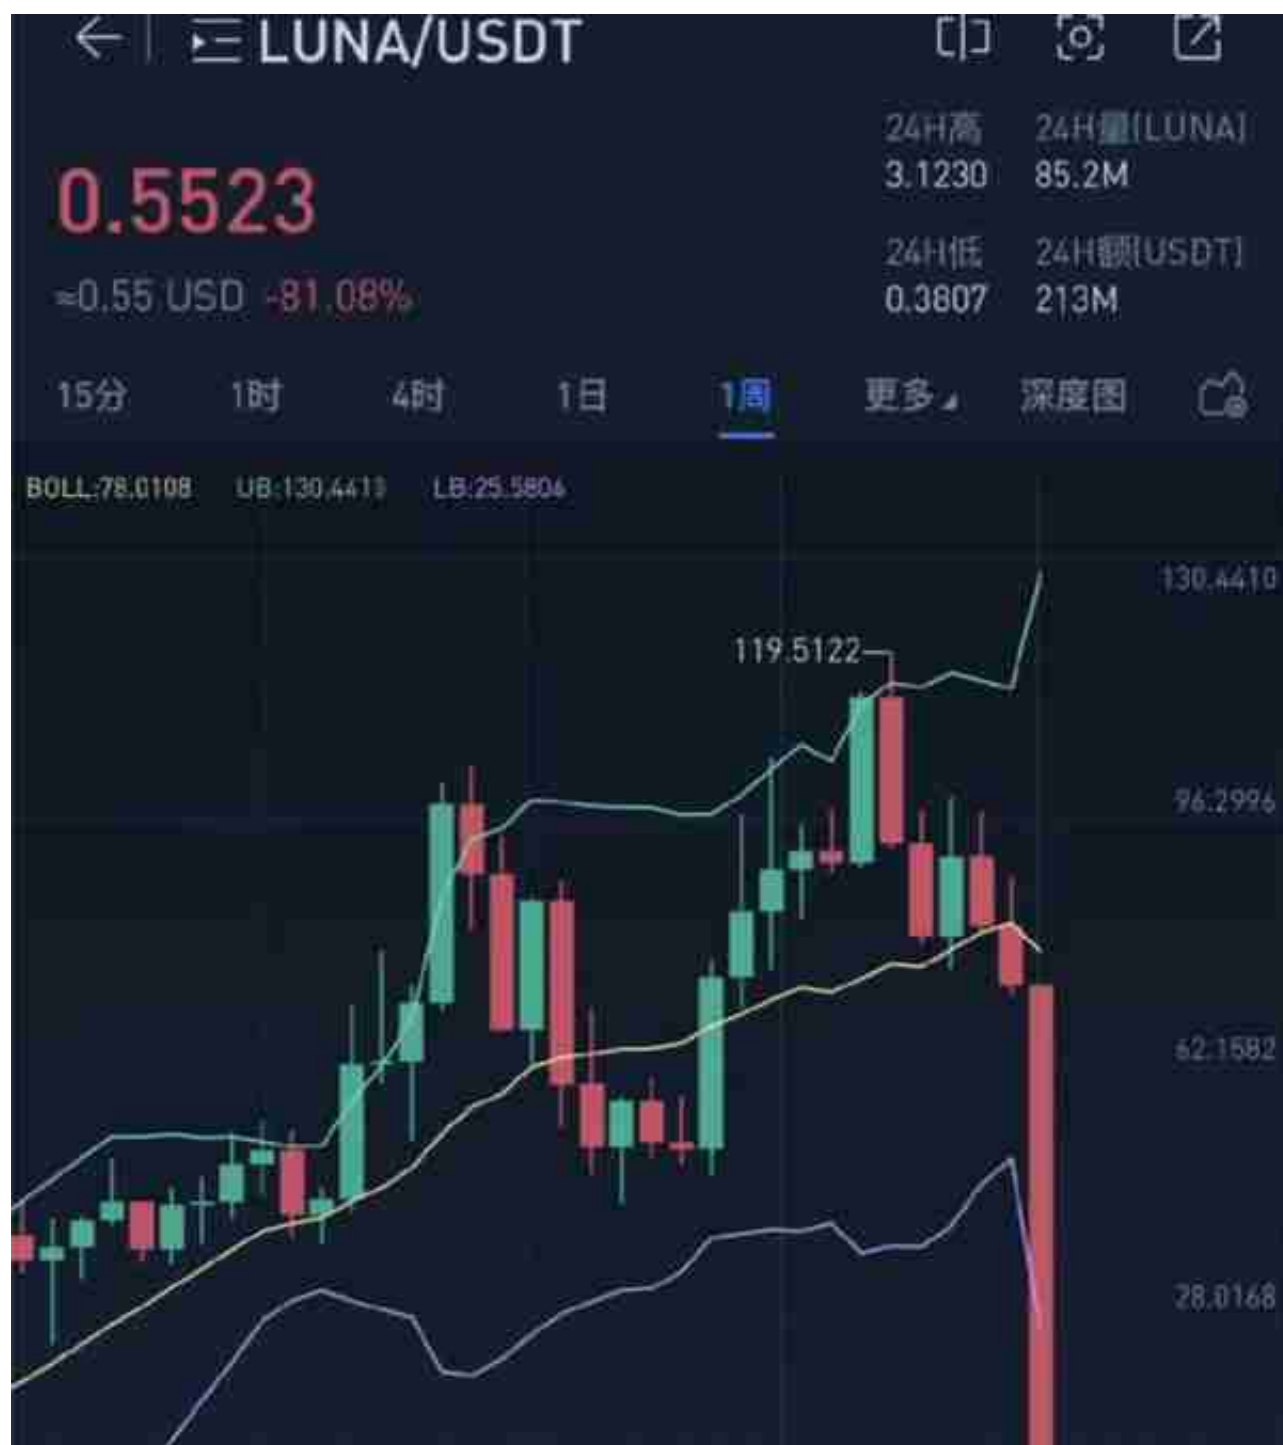 LUNA/USDT
24H高 24H量(LUNA)
0.5523 3.1230 85.2M
24H低 24H额(USDT)
≈0.55 USD -81.08% 0.3807 213M
15分 1时 4时 1日 1周 更多 深度图
BOLL:78.0108 UB:130.4413 LB:25.5806
130.4410
119.5122
96.2996
62.1582
28.0168